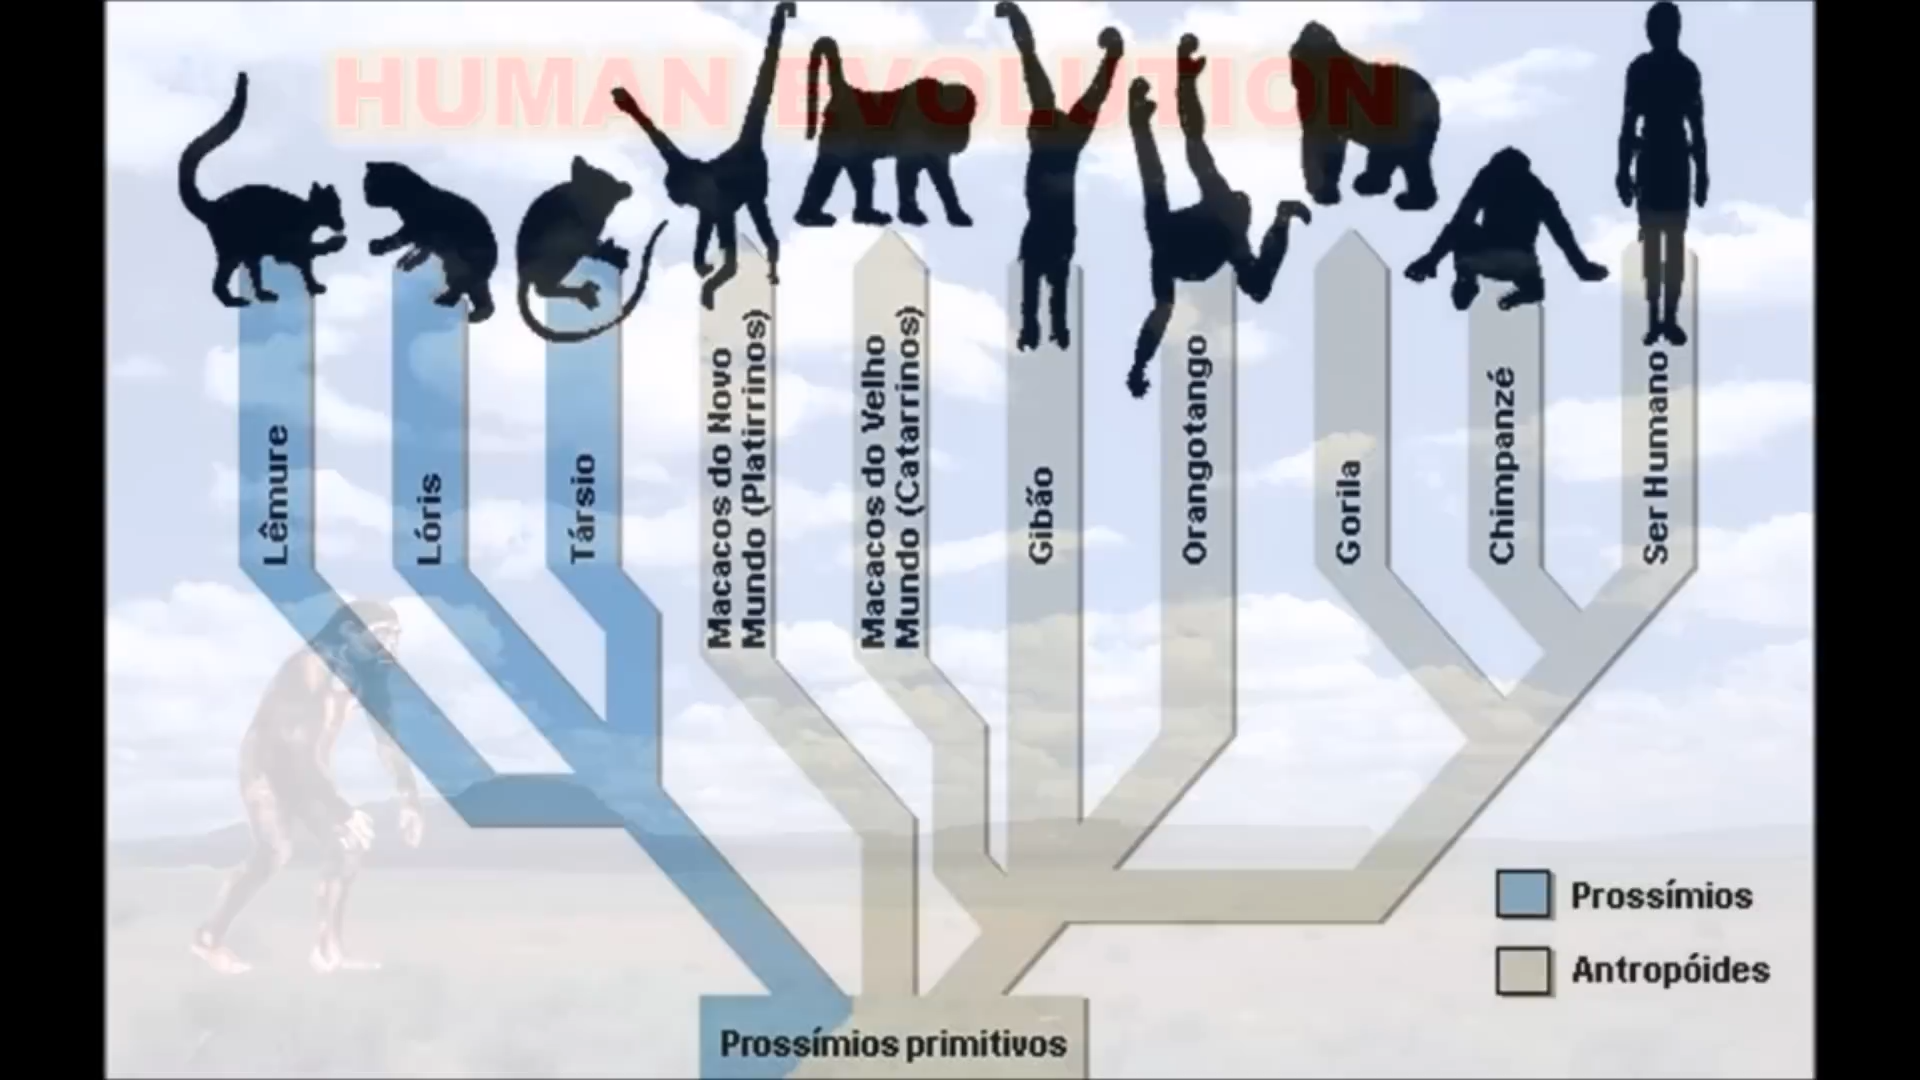 HUMAN EVOLUTION
Lêmure
Lóris
Társio
Macacos do Novo
Mundo (Platirrinos)
Macacos do Velho
Mundo (Catarrinos)
Gibão
Orangotango
Gorila
Chimpanzé
Ser Humano
Prossímios
Antropóides
Prossímios primitivos